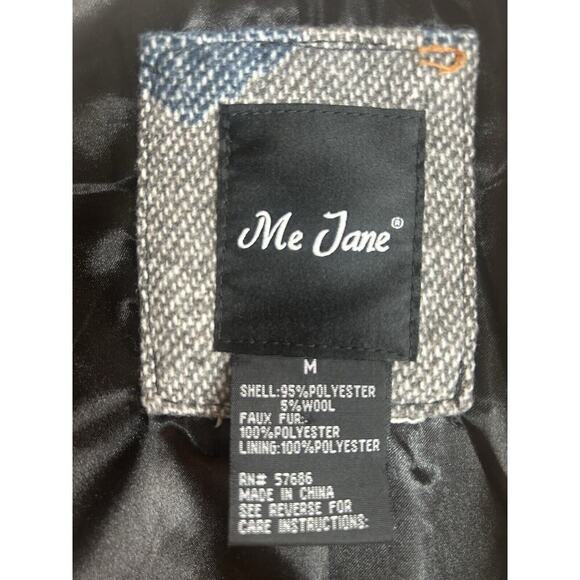 Me Jane®
M
SHELL:95%POLYESTER
5%WOOL
FAUX FUR:
100%POLYESTER
LINING:100%POLYESTER
RN# 57686
MADE IN CHINA
SEE REVERSE FOR
CARE INSTRUCTIONS: